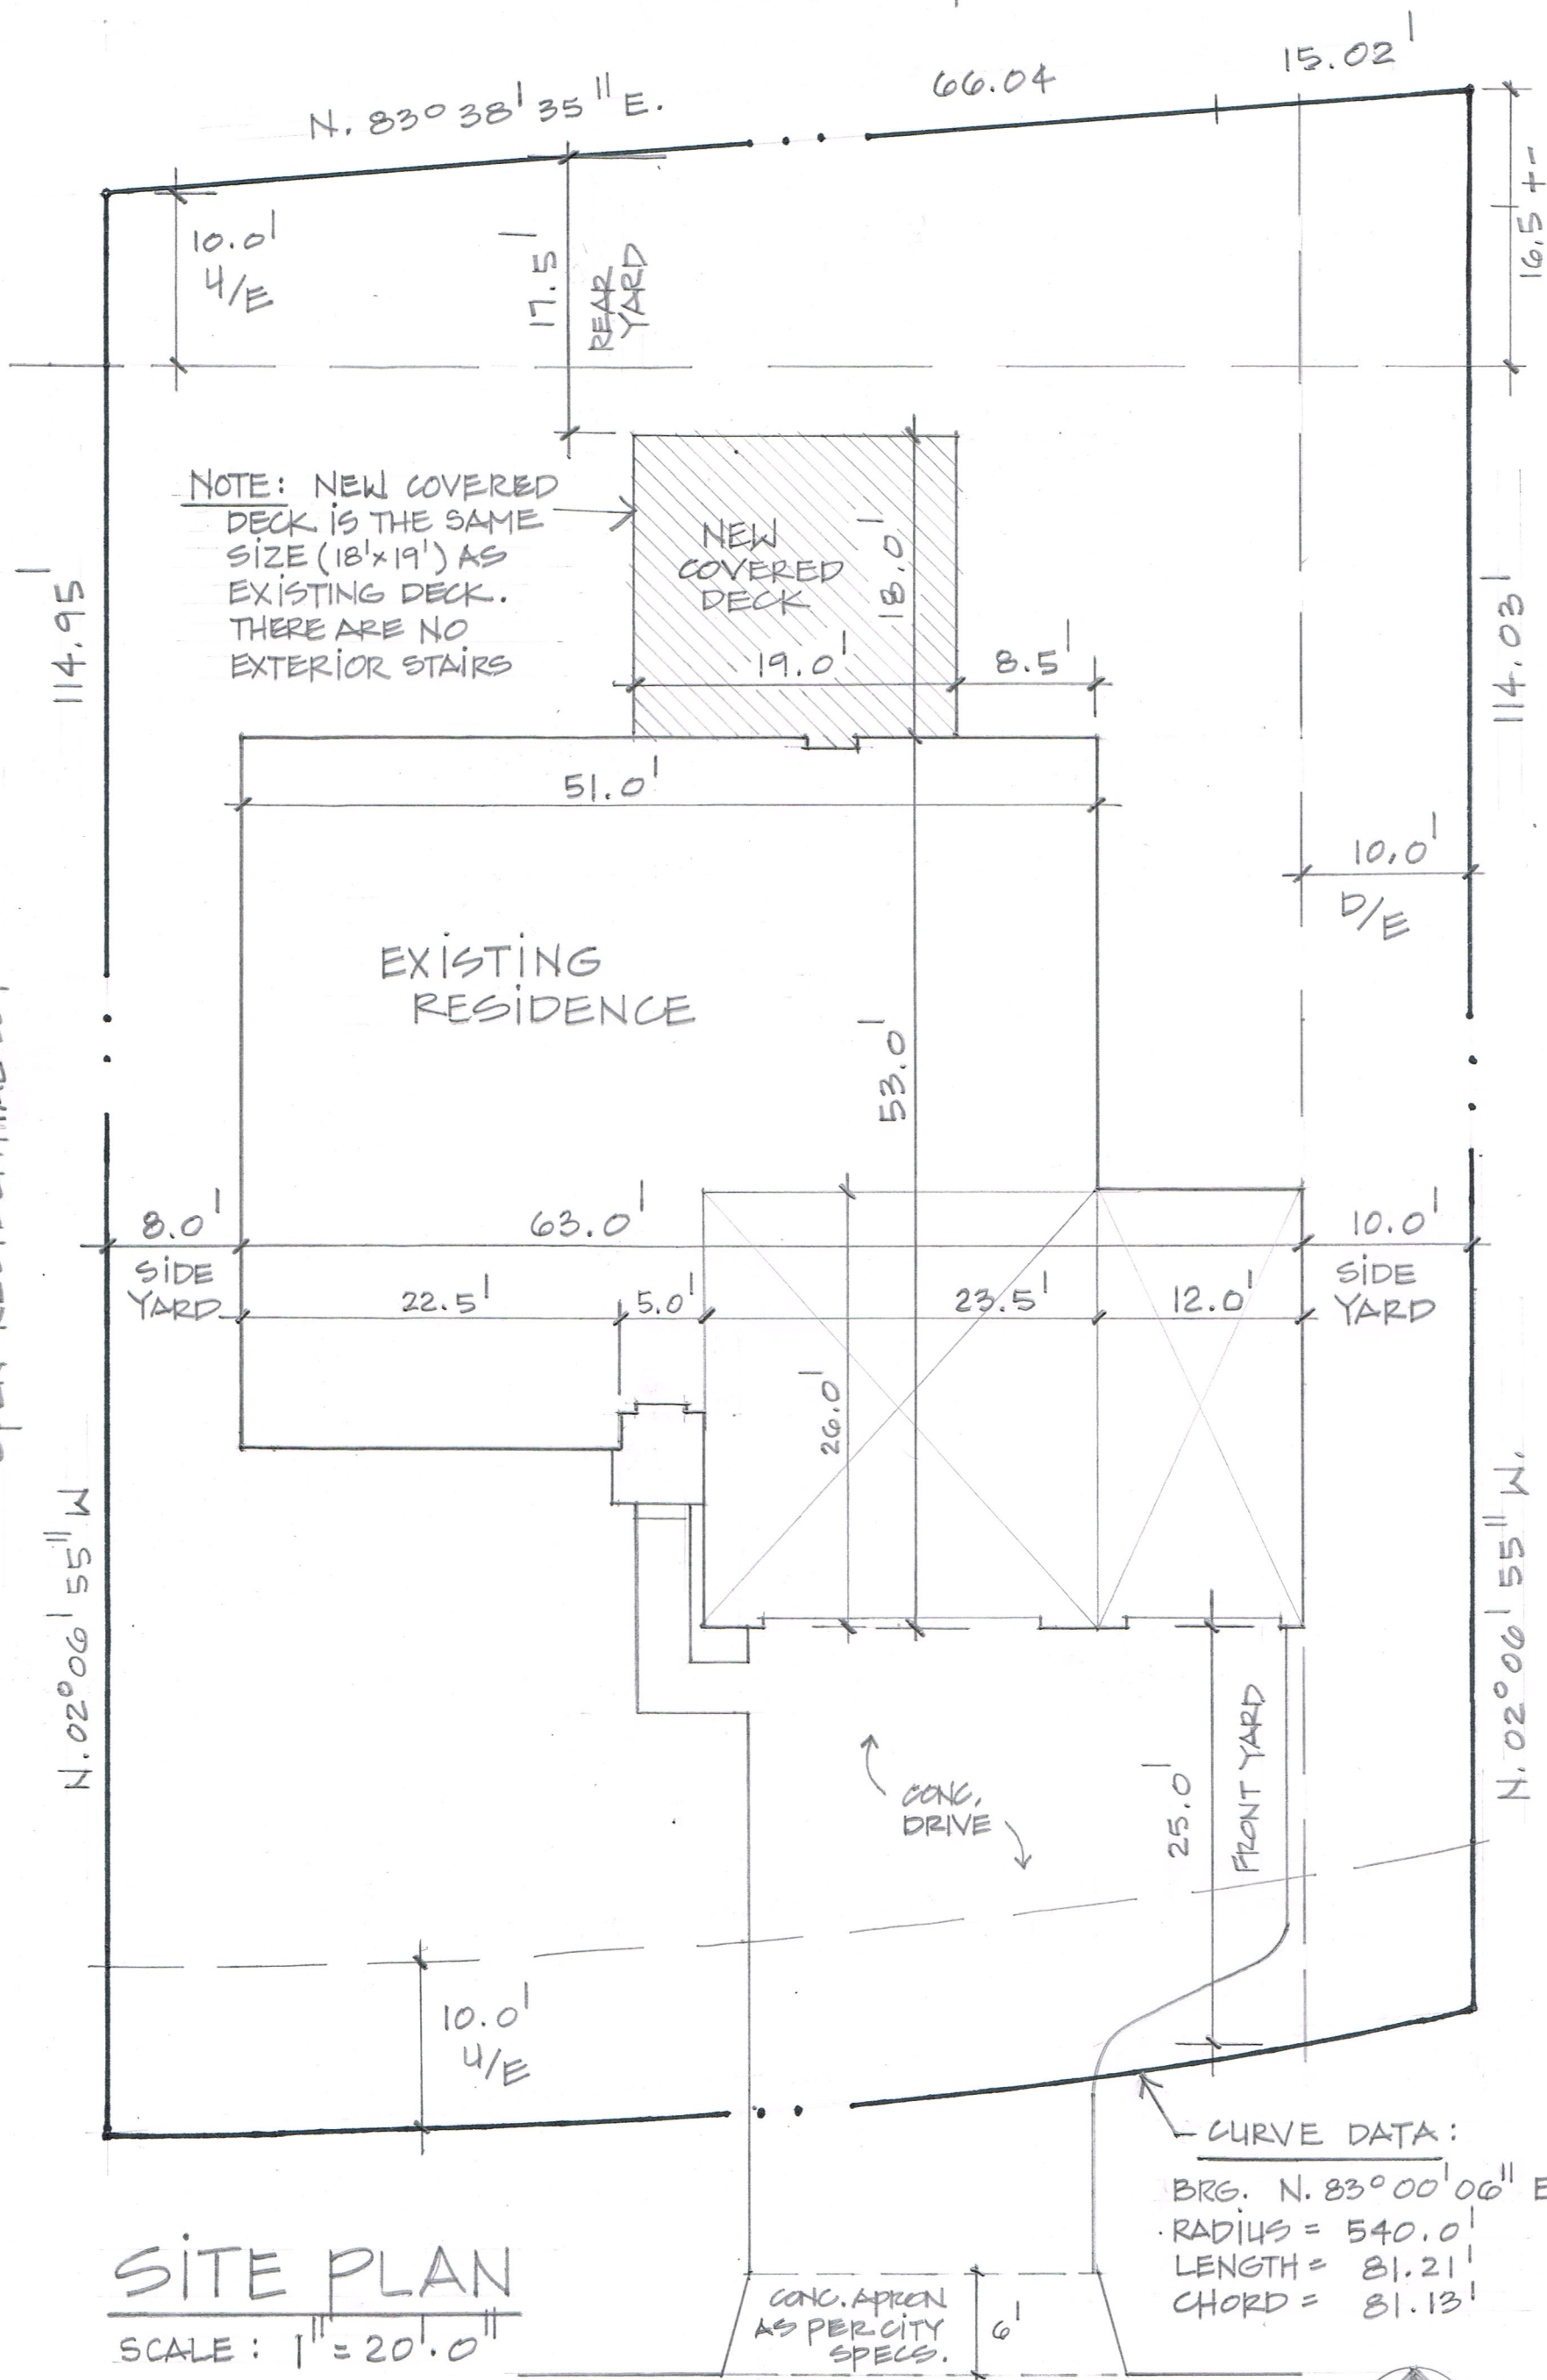 15.02'
66.04
N. 83° 38' 35" E.
16.5 +-
10.0'
U/E
17.5'
REAR
YARD
NOTE: NEW COVERED
DECK IS THE SAME
SIZE (18'x19') AS
EXISTING DECK.
THERE ARE NO
EXTERIOR STAIRS
NEW
COVERED
DECK
18.0'
19.0'
8.5'
114.95'
114.03'
51.0'
10.0'
D/E
EXISTING
RESIDENCE
53.0'
8.0'
SIDE
YARD
63.0'
10.0'
SIDE
YARD
22.5'
5.0'
23.5'
12.0'
26.0'
N. 02° 06' 55" W
N. 02° 06' 55" W.
CONC.
DRIVE
25.0'
FRONT YARD
10.0'
U/E
CURVE DATA:
BRG. N. 83° 00' 06" E
RADIUS = 540.0'
LENGTH = 81.21'
CHORD = 81.13'
SITE PLAN
SCALE: 1" = 20'.0"
CONC. APRON
AS PER CITY
SPECS.
6'